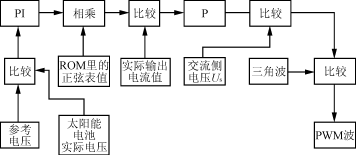 PI
相乘
比较
P
比较
ROM里的
正弦表值
实际输出
电流值
交流侧
电压Uₐ
三角波
比较
比较
参考
电压
太阳能
电池
实际电压
PWM波